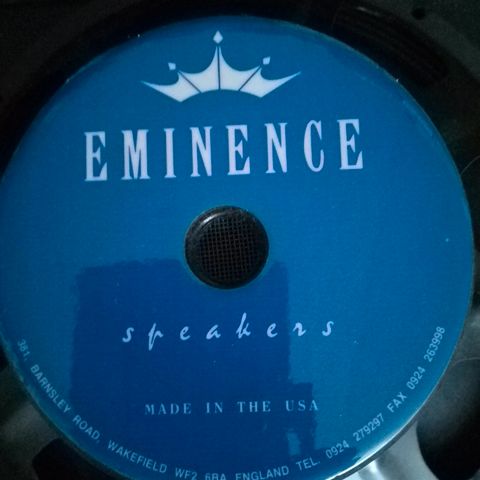 EMINENCE
speakers
MADE IN THE USA
381, BARNSLEY ROAD, WAKEFIELD WF2 6BA ENGLAND TEL. 0924 279297 FAX 0924 263998